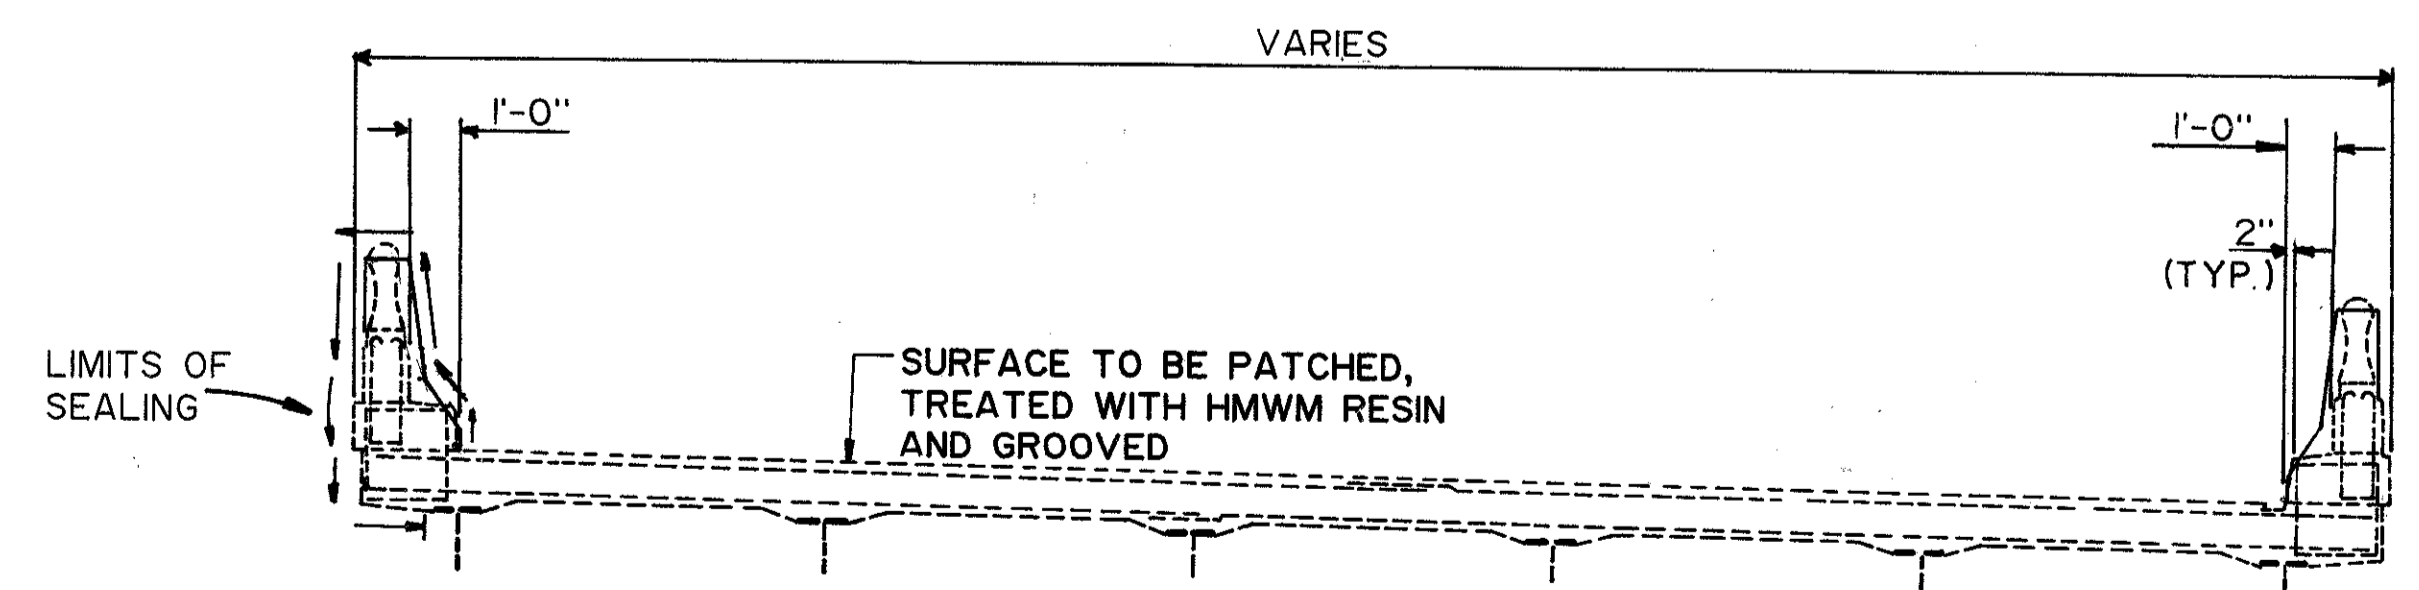 VARIES
1'-0"
1'-0"
2"
(TYP.)
LIMITS OF
SEALING
SURFACE TO BE PATCHED,
TREATED WITH HMWM RESIN
AND GROOVED